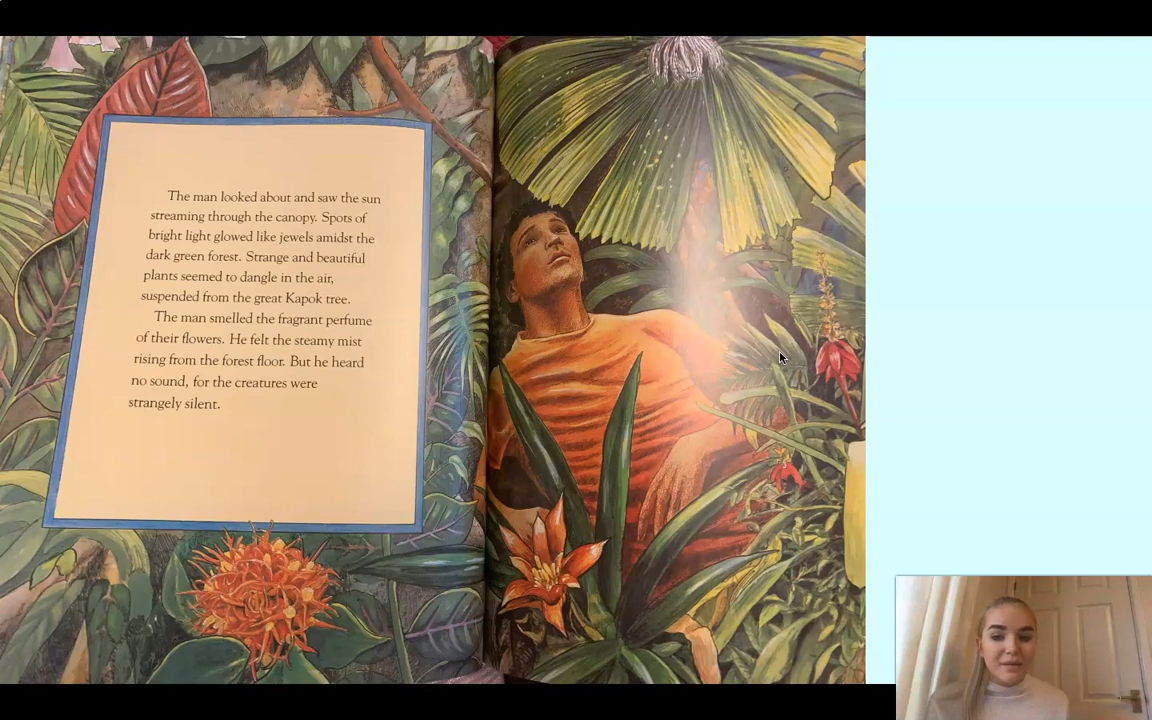 The man looked about and saw the sun
streaming through the canopy. Spots of
bright light glowed like jewels amidst the
dark green forest. Strange and beautiful
plants seemed to dangle in the air,
suspended from the great Kapok tree.
The man smelled the fragrant perfume
of their flowers. He felt the steamy mist
rising from the forest floor. But he heard
no sound, for the creatures were
strangely silent.